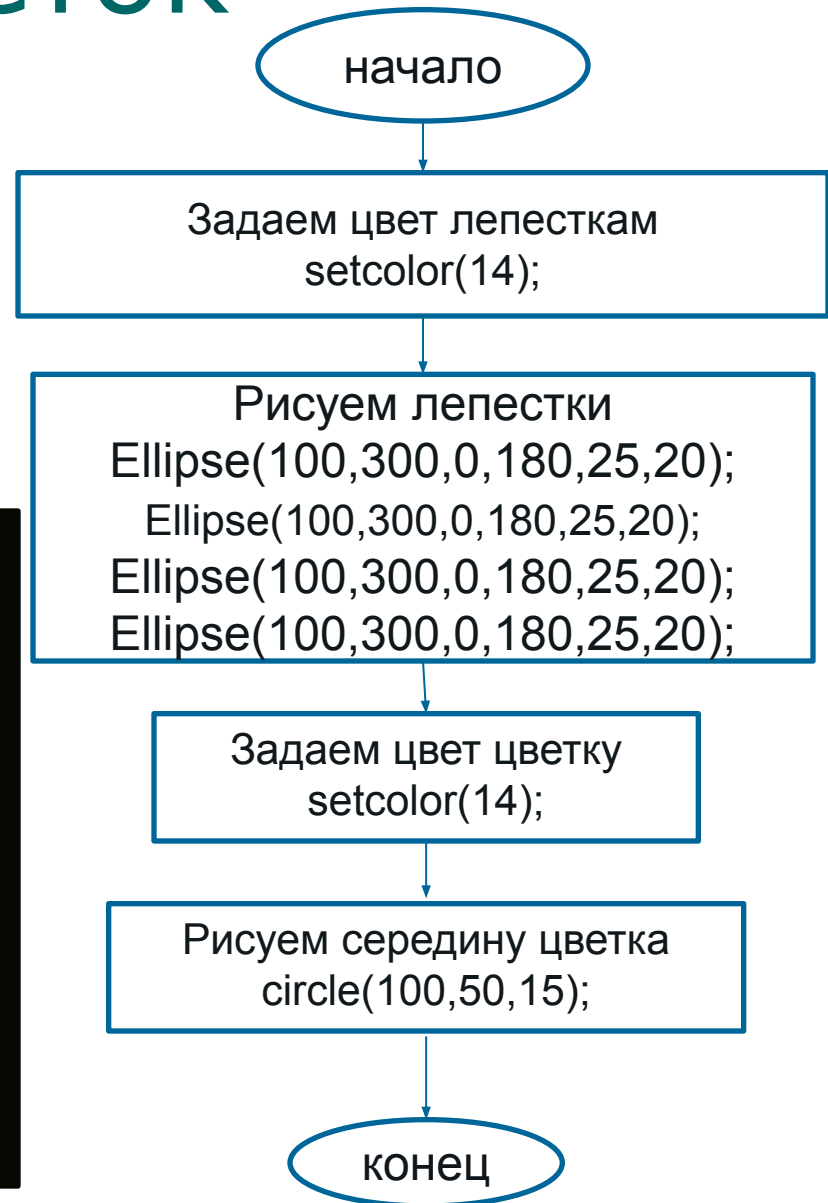 начало
Задаем цвет лепесткам
setcolor(14);
Рисуем лепестки
Ellipse(100,300,0,180,25,20);
Ellipse(100,300,0,180,25,20);
Ellipse(100,300,0,180,25,20);
Ellipse(100,300,0,180,25,20);
Задаем цвет цветку
setcolor(14);
Рисуем середину цветка
circle(100,50,15);
конец